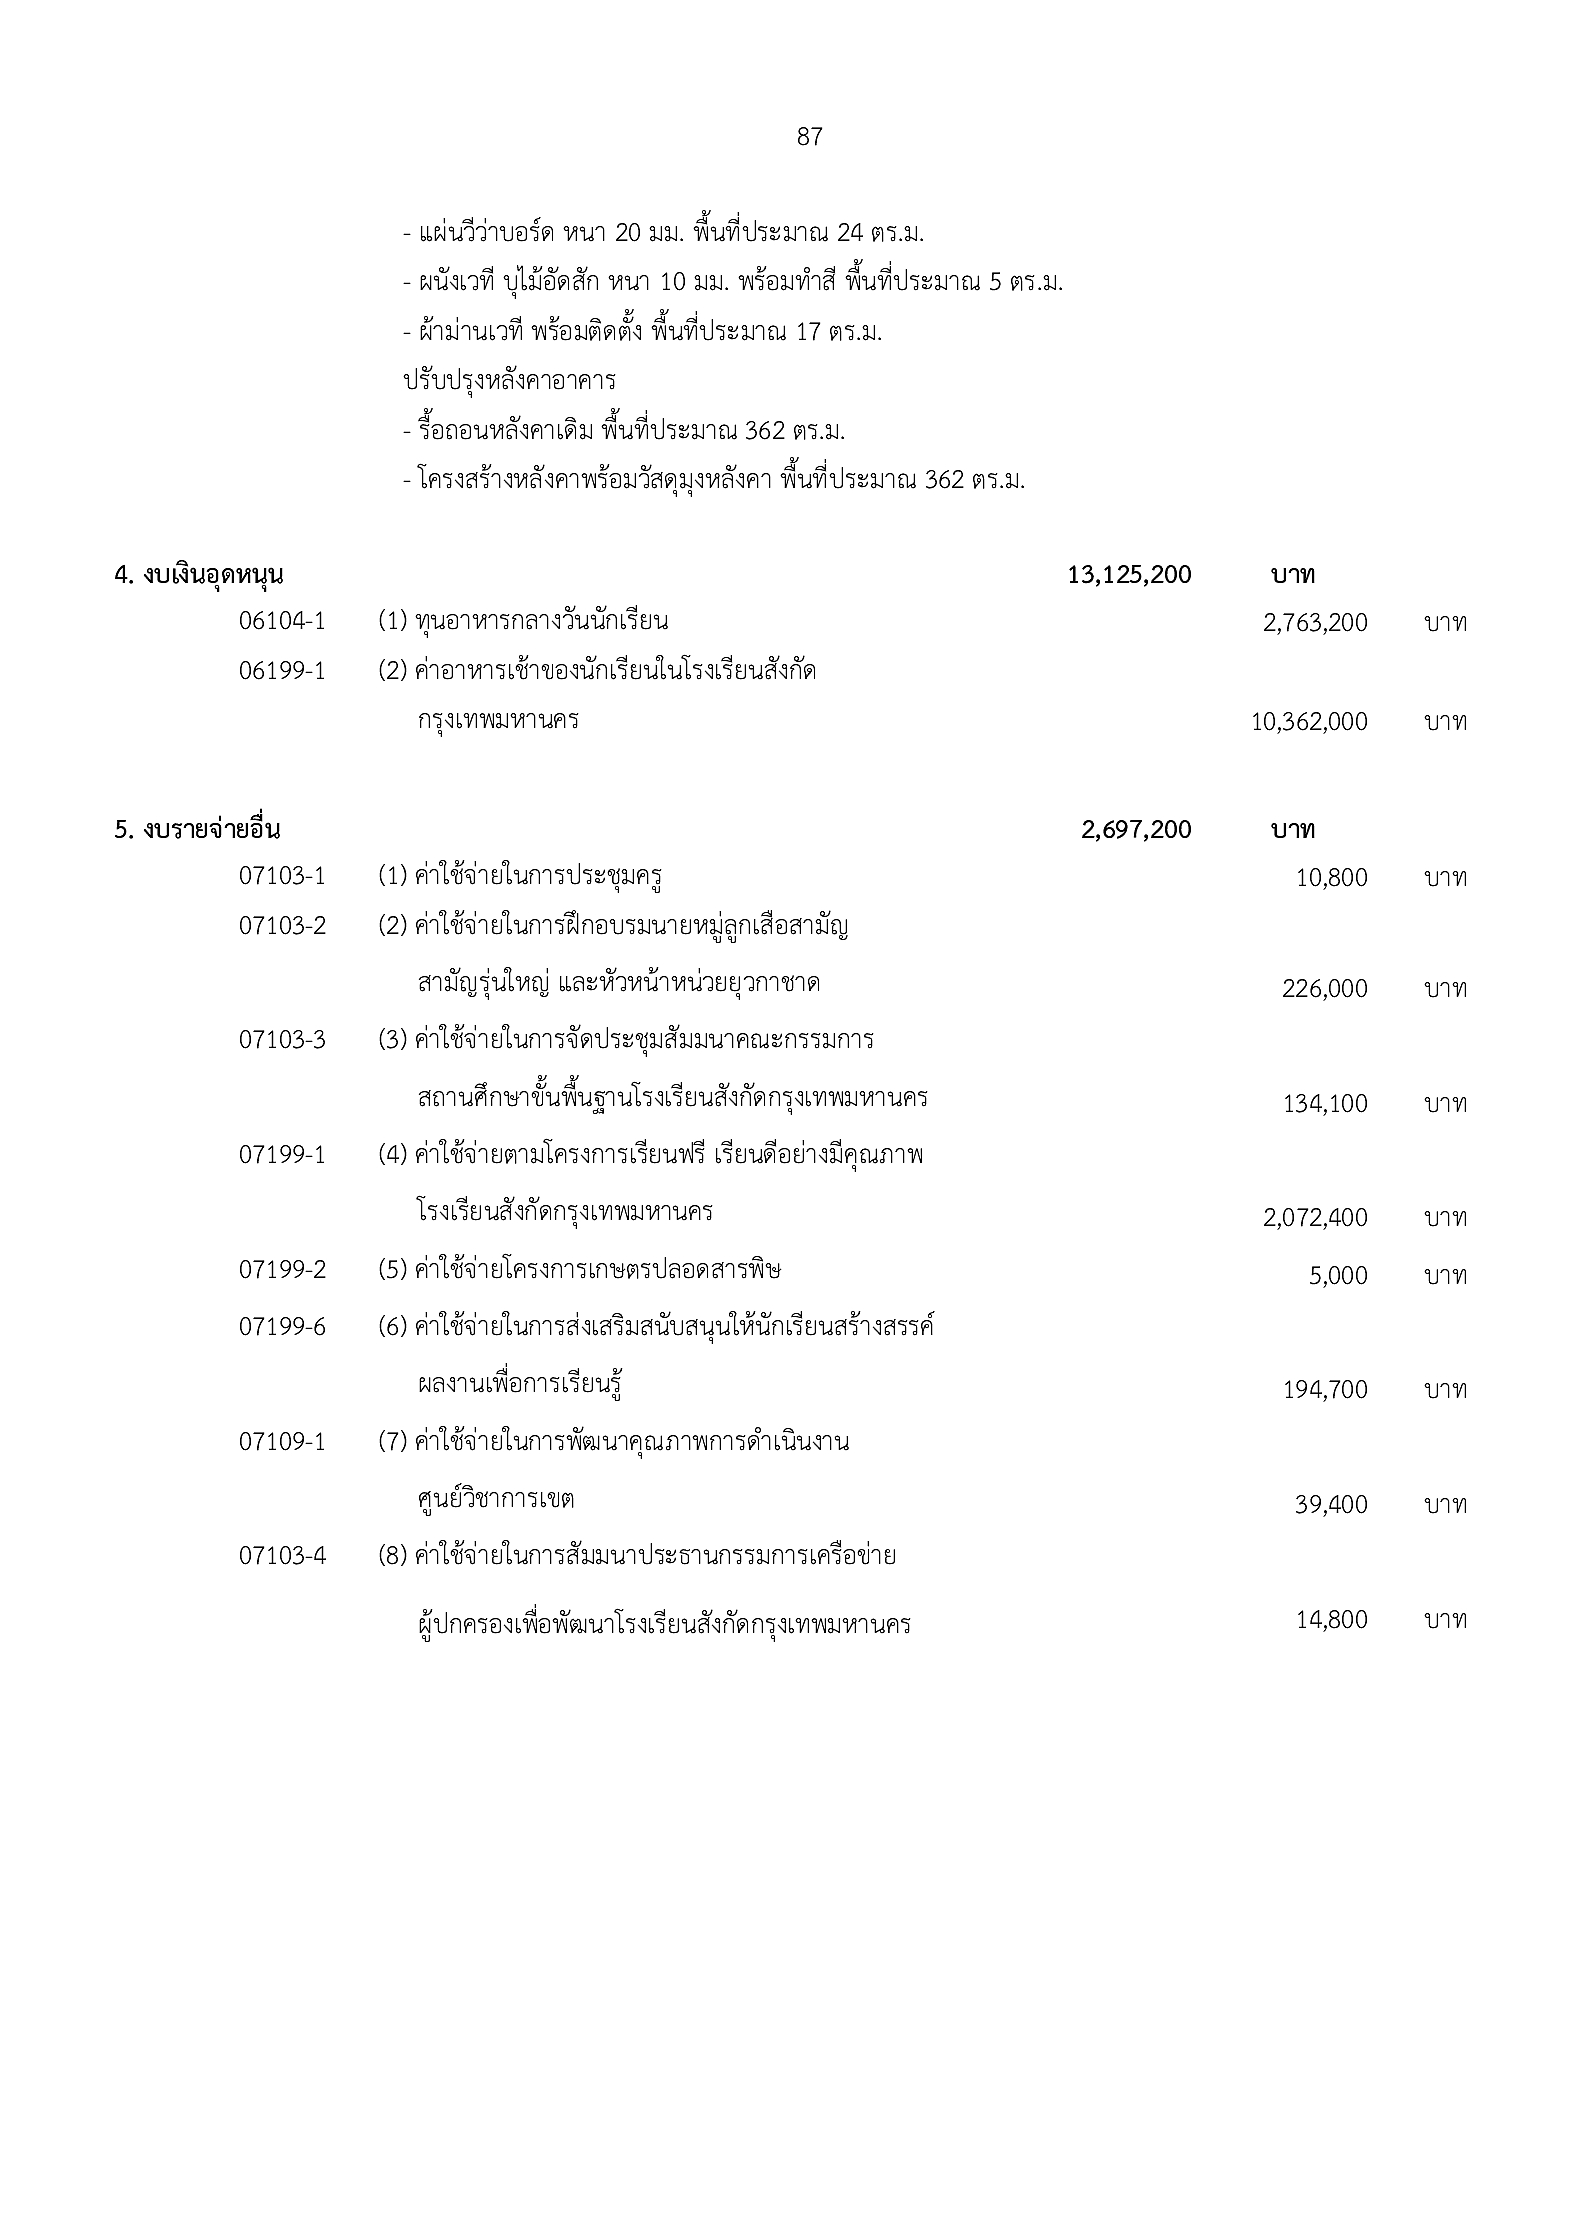 87
- แผ่นวีว่าบอร์ด หนา 20 มม. พื้นที่ประมาณ 24 ตร.ม.
- ผนังเวที บุไม้อัดสัก หนา 10 มม. พร้อมทำสี พื้นที่ประมาณ 5 ตร.ม.
- ผ้าม่านเวที พร้อมติดตั้ง พื้นที่ประมาณ 17 ตร.ม.
ปรับปรุงหลังคาอาคาร
- รื้อถอนหลังคาเดิม พื้นที่ประมาณ 362 ตร.ม.
- โครงสร้างหลังคาพร้อมวัสดุมุงหลังคา พื้นที่ประมาณ 362 ตร.ม.
4. งบเงินอุดหนุน 13,125,200 บาท
06104-1 (1) ทุนอาหารกลางวันนักเรียน 2,763,200 บาท
06199-1 (2) ค่าอาหารเช้าของนักเรียนในโรงเรียนสังกัด
กรุงเทพมหานคร 10,362,000 บาท
5. งบรายจ่ายอื่น 2,697,200 บาท
07103-1 (1) ค่าใช้จ่ายในการประชุมครู 10,800 บาท
07103-2 (2) ค่าใช้จ่ายในการฝึกอบรมนายหมู่ลูกเสือสามัญ
สามัญรุ่นใหญ่ และหัวหน้าหน่วยยุวกาชาด 226,000 บาท
07103-3 (3) ค่าใช้จ่ายในการจัดประชุมสัมมนาคณะกรรมการ
สถานศึกษาขั้นพื้นฐานโรงเรียนสังกัดกรุงเทพมหานคร 134,100 บาท
07199-1 (4) ค่าใช้จ่ายตามโครงการเรียนฟรี เรียนดีอย่างมีคุณภาพ
โรงเรียนสังกัดกรุงเทพมหานคร 2,072,400 บาท
07199-2 (5) ค่าใช้จ่ายโครงการเกษตรปลอดสารพิษ 5,000 บาท
07199-6 (6) ค่าใช้จ่ายในการส่งเสริมสนับสนุนให้นักเรียนสร้างสรรค์
ผลงานเพื่อการเรียนรู้ 194,700 บาท
07109-1 (7) ค่าใช้จ่ายในการพัฒนาคุณภาพการดำเนินงาน
ศูนย์วิชาการเขต 39,400 บาท
07103-4 (8) ค่าใช้จ่ายในการสัมมนาประธานกรรมการเครือข่าย
ผู้ปกครองเพื่อพัฒนาโรงเรียนสังกัดกรุงเทพมหานคร 14,800 บาท